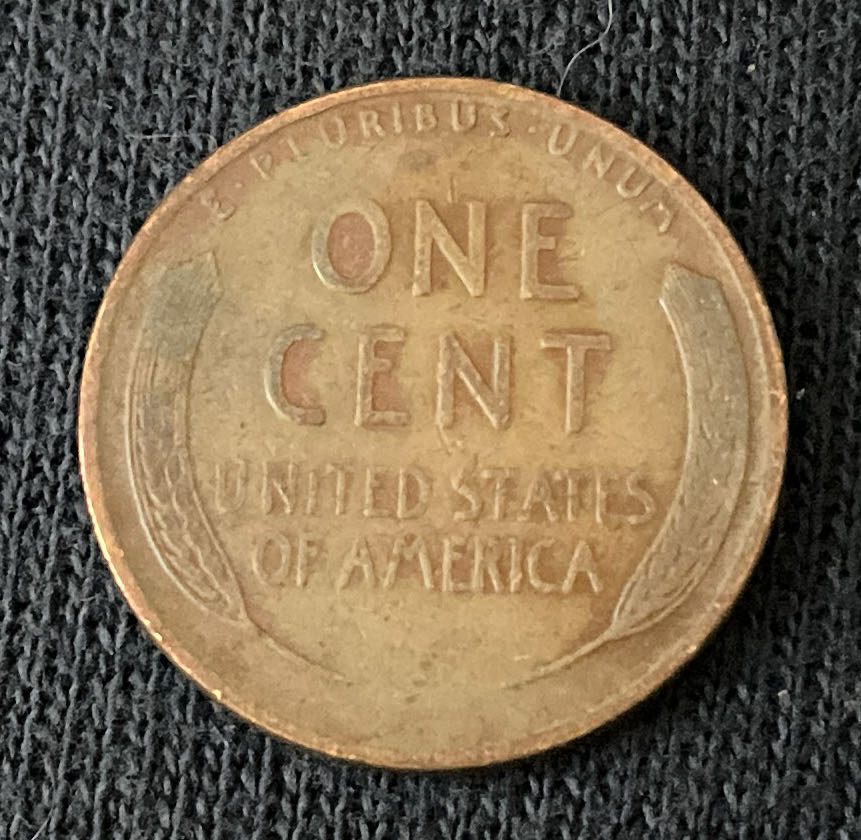 E·PLURIBUS·UNUM
ONE
CENT
UNITED STATES
OF AMERICA